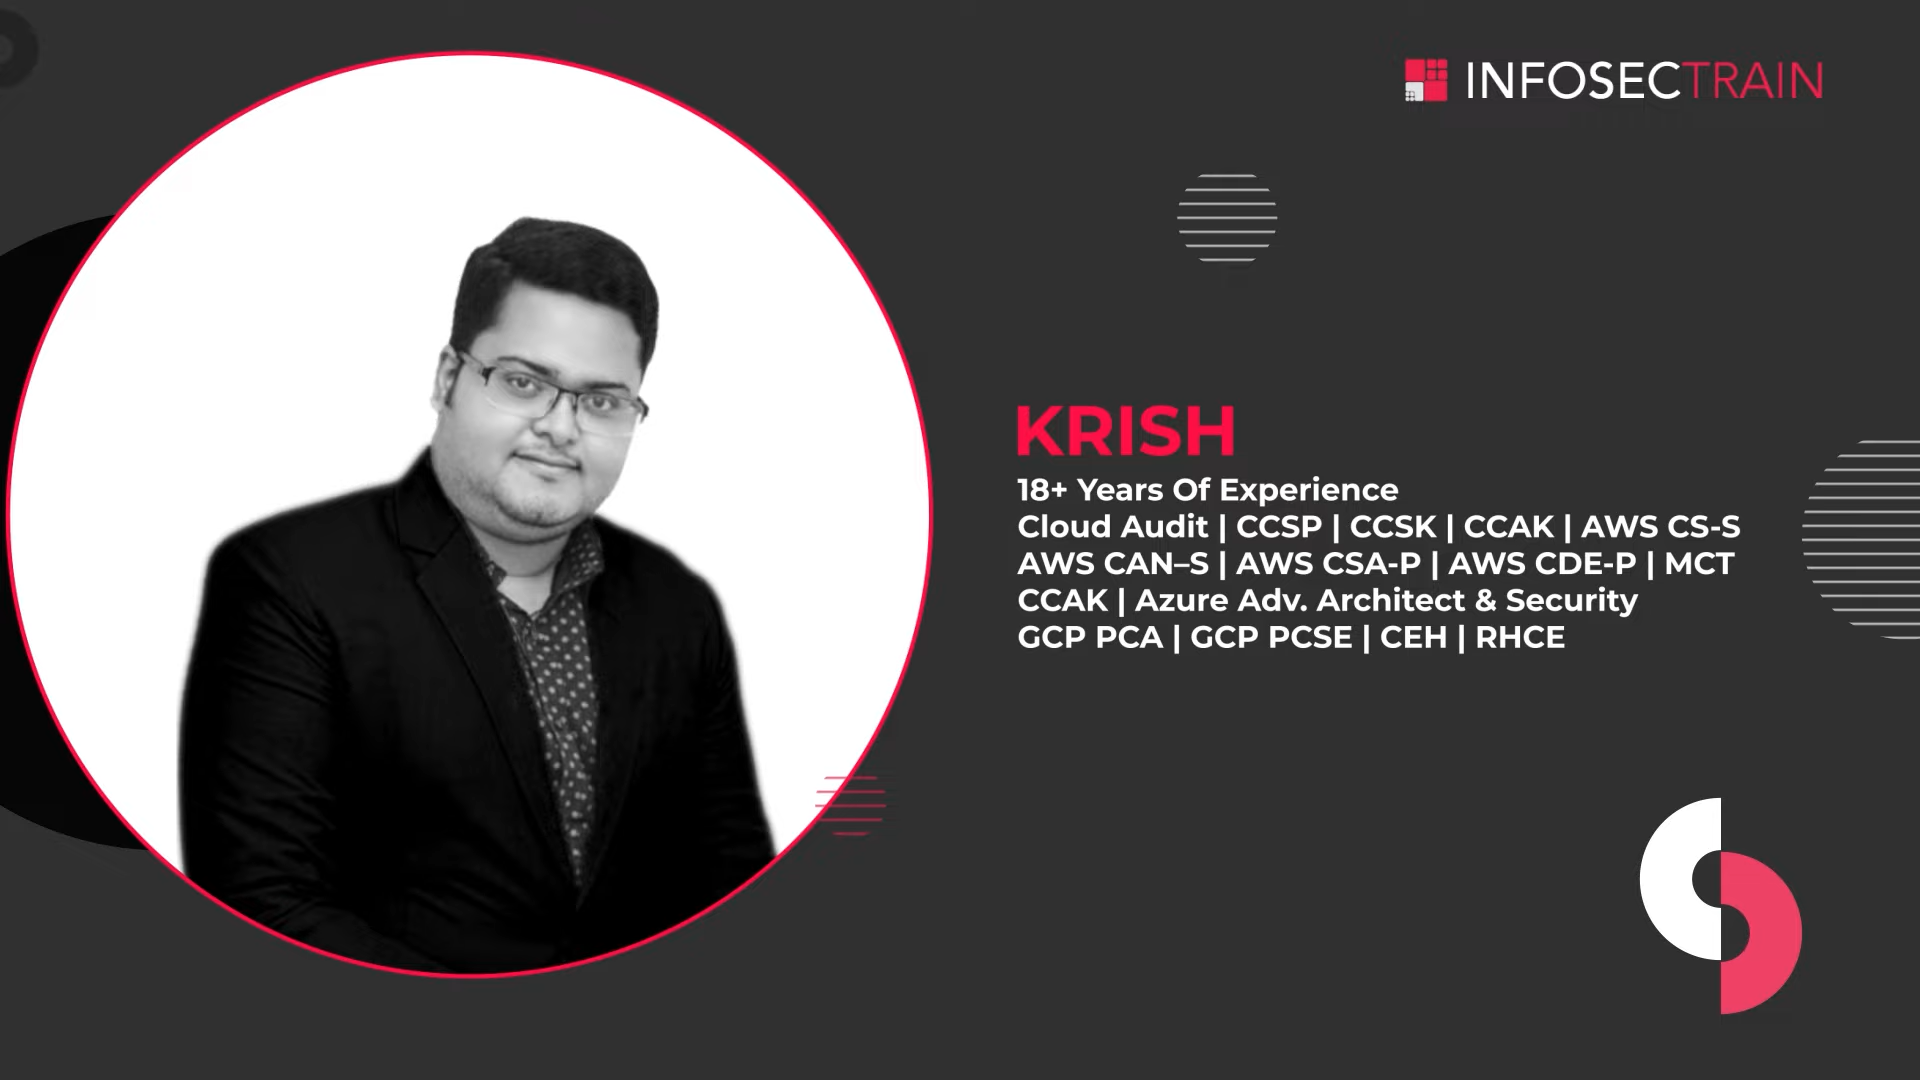 INFOSECTRAIN
KRISH
18+ Years Of Experience
Cloud Audit | CCSP | CCSK | CCAK | AWS CS-S
AWS CAN–S | AWS CSA-P | AWS CDE-P | MCT
CCAK | Azure Adv. Architect & Security
GCP PCA | GCP PCSE | CEH | RHCE